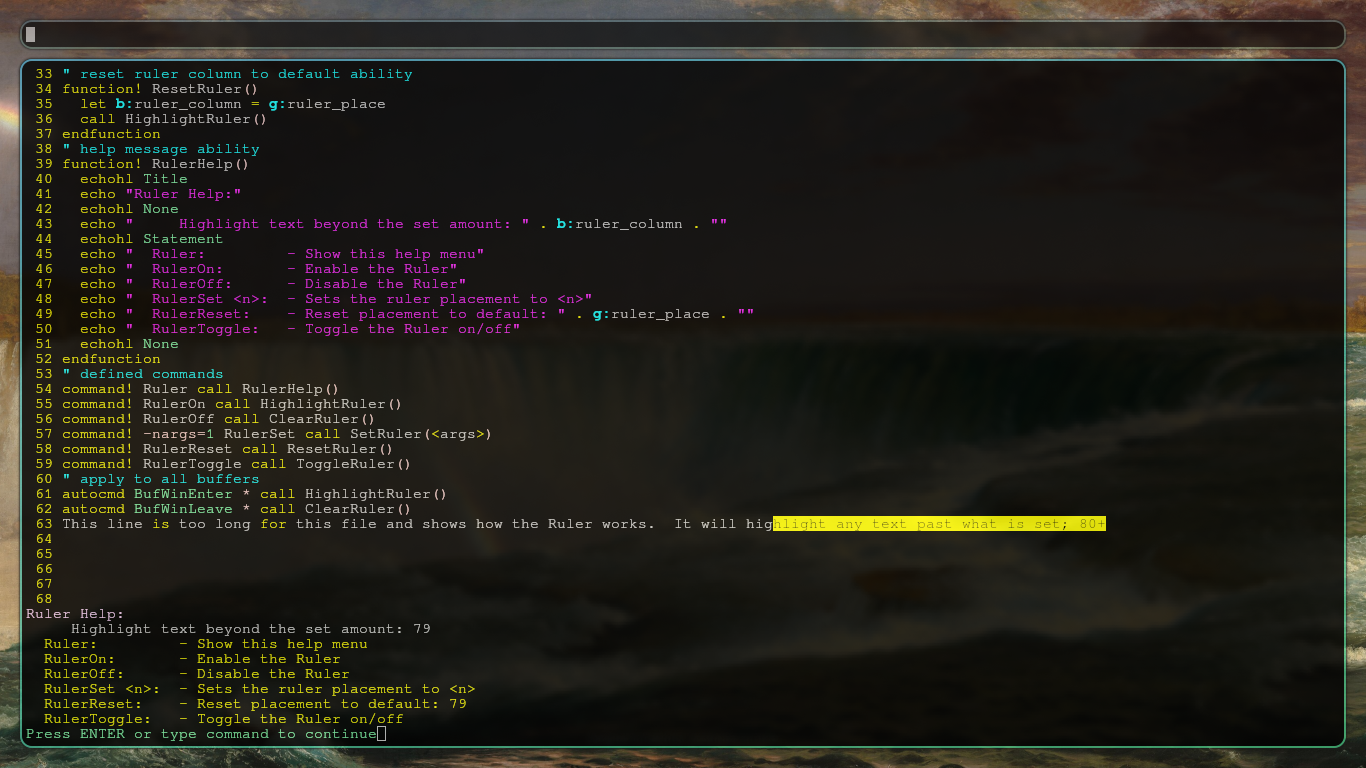 33 " reset ruler column to default ability
34 function! ResetRuler()
35   let b:ruler_column = g:ruler_place
36   call HighlightRuler()
37 endfunction
38 " help message ability
39 function! RulerHelp()
40   echohl Title
41   echo "Ruler Help:"
42   echohl None
43   echo "     Highlight text beyond the set amount: " . b:ruler_column . ""
44   echohl Statement
45   echo "  Ruler:         - Show this help menu"
46   echo "  RulerOn:       - Enable the Ruler"
47   echo "  RulerOff:      - Disable the Ruler"
48   echo "  RulerSet <n>:  - Sets the ruler placement to <n>"
49   echo "  RulerReset:    - Reset placement to default: " . g:ruler_place . ""
50   echo "  RulerToggle:   - Toggle the Ruler on/off"
51   echohl None
52 endfunction
53 " defined commands
54 command! Ruler call RulerHelp()
55 command! RulerOn call HighlightRuler()
56 command! RulerOff call ClearRuler()
57 command! -nargs=1 RulerSet call SetRuler(<args>)
58 command! RulerReset call ResetRuler()
59 command! RulerToggle call ToggleRuler()
60 " apply to all buffers
61 autocmd BufWinEnter * call HighlightRuler()
62 autocmd BufWinLeave * call ClearRuler()
63 This line is too long for this file and shows how the Ruler works.  It will highlight any text past what is set; 80+
64
65
66
67
68
Ruler Help:
     Highlight text beyond the set amount: 79
  Ruler:         - Show this help menu
  RulerOn:       - Enable the Ruler
  RulerOff:      - Disable the Ruler
  RulerSet <n>:  - Sets the ruler placement to <n>
  RulerReset:    - Reset placement to default: 79
  RulerToggle:   - Toggle the Ruler on/off
Press ENTER or type command to continue